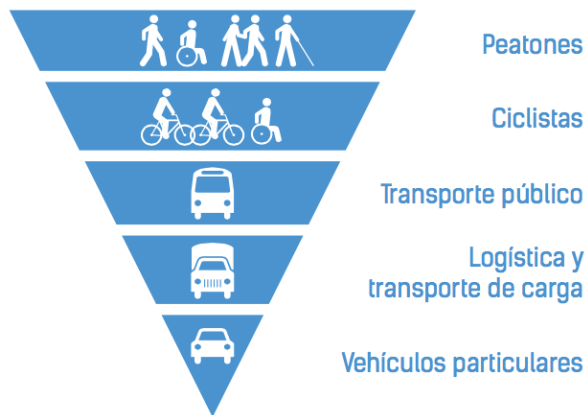 Peatones
Ciclistas
Transporte público
Logística y
transporte de carga
Vehículos particulares